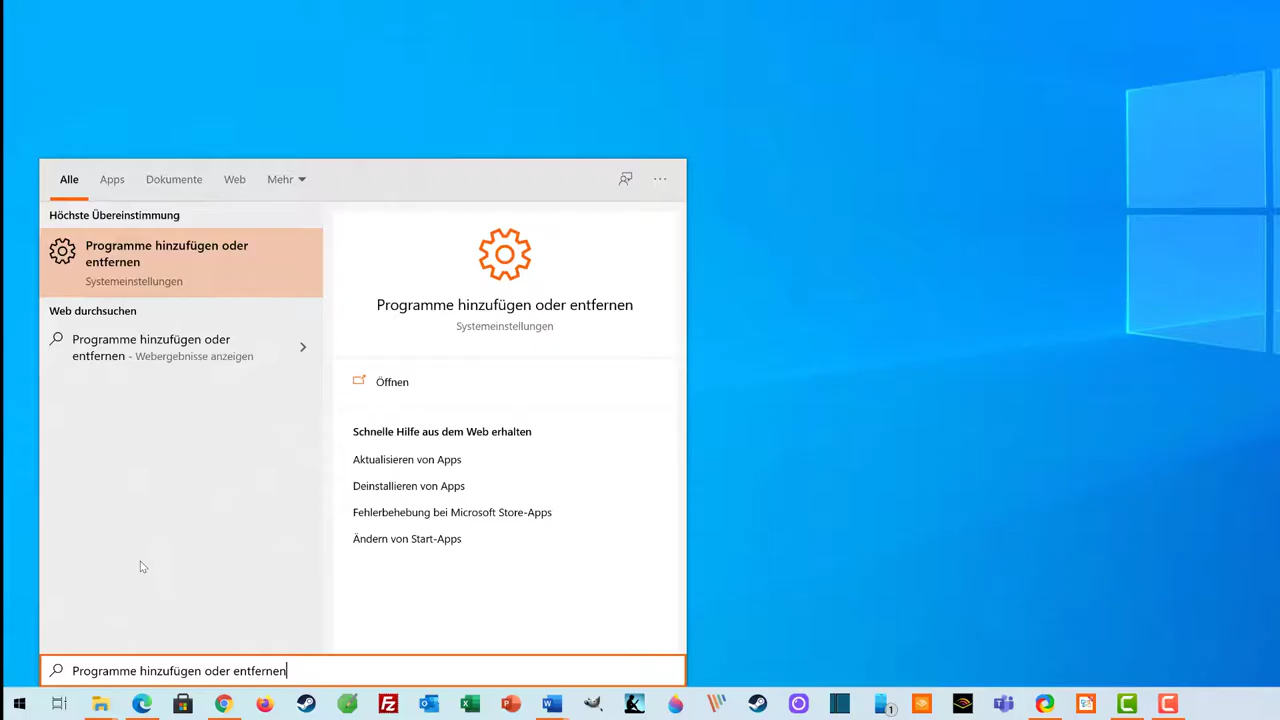 Alle Apps Dokumente Web Mehr
Höchste Übereinstimmung
Programme hinzufügen oder
entfernen
Systemeinstellungen
Web durchsuchen
Programme hinzufügen oder
entfernen - Webergebnisse anzeigen
Programme hinzufügen oder entfernen
Systemeinstellungen
Öffnen
Schnelle Hilfe aus dem Web erhalten
Aktualisieren von Apps
Deinstallieren von Apps
Fehlerbehebung bei Microsoft Store-Apps
Ändern von Start-Apps
Programme hinzufügen oder entfernen
1